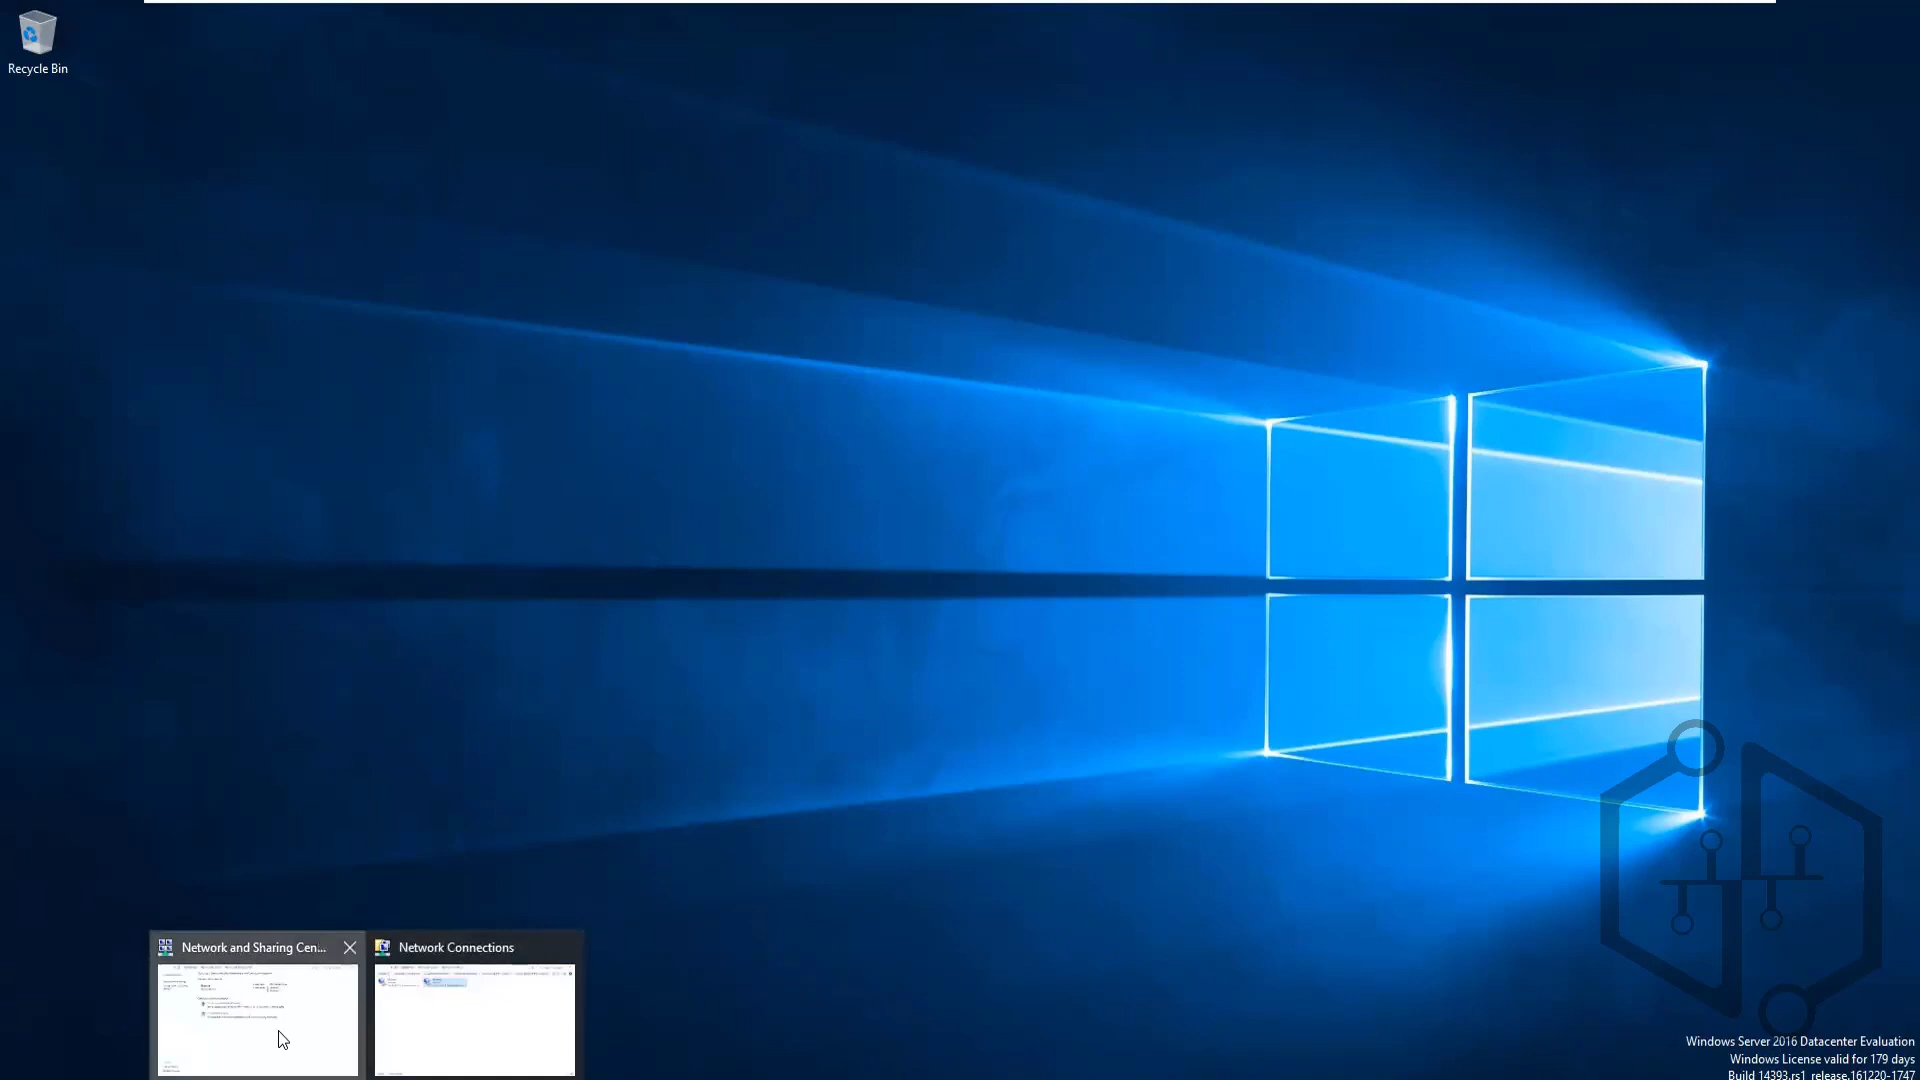 Recycle Bin
Network and Sharing Cen...
Network Connections
Windows Server 2016 Datacenter Evaluation
Windows License valid for 179 days
Build 14393.rs1_release.161220-1747